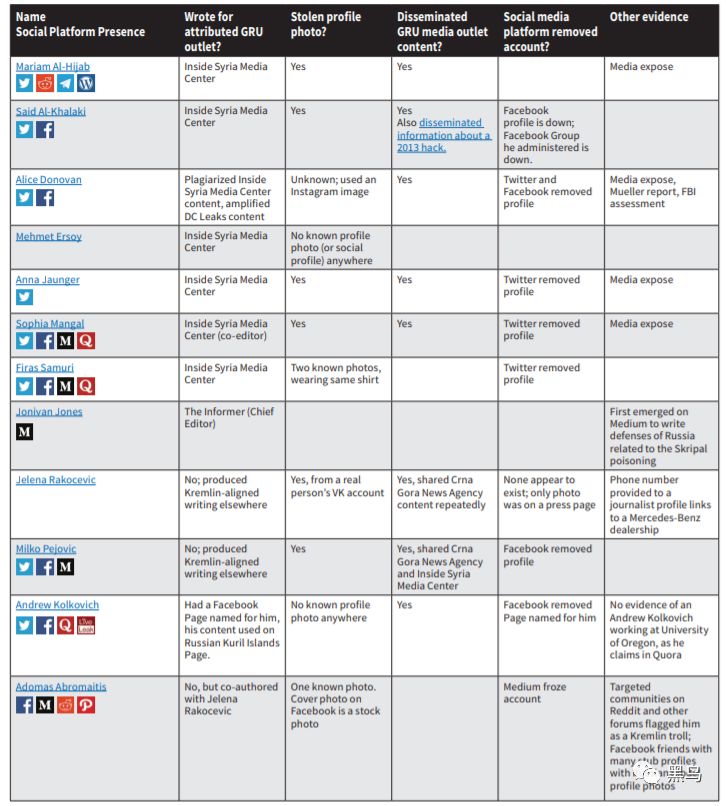 Name
Social Platform Presence
Wrote for
attributed GRU
outlet?
Stolen profile
photo?
Disseminated
GRU media outlet
content?
Social media
platform removed
account?
Other evidence
Mariam Al-Hijab
Inside Syria Media
Center
Yes
Yes
Media expose
Said Al-Khalaki
Inside Syria Media
Center
Yes
Yes
Also disseminated
information about a
2013 hack.
Facebook
profile is down;
Facebook Group
he administered is
down.
Alice Donovan
Plagiarized Inside
Syria Media Center
content, amplified
DC Leaks content
Unknown; used an
Instagram image
Yes
Twitter and
Facebook removed
profile
Media expose,
Mueller report, FBI
assessment
Mehmet Ersoy
Inside Syria Media
Center
No known profile
photo (or social
profile) anywhere
Anna Jaunger
Inside Syria Media
Center
Yes
Yes
Twitter removed
profile
Media expose
Sophia Mangal
M Q
Inside Syria Media
Center (co-editor)
Yes
Yes
Twitter removed
profile
Media expose
Firas Samuri
M Q
Inside Syria Media
Center
Two known photos,
wearing same shirt
Twitter removed
profile
Jonivan Jones
M
The Informer (Chief
Editor)
First emerged on
Medium to write
defenses of Russia
related to the Skripal
poisoning
Jelena Rakocevic
No; produced
Kremlin-aligned
writing elsewhere
Yes, from a real
person's VK account
Yes, shared Crna
Gora News Agency
content repeatedly
None appear to
exist; only photo
was on a press page
Phone number
provided to a
journalist profile links
to a Mercedes-Benz
dealership
Milko Pejovic
M
No; produced
Kremlin-aligned
writing elsewhere
Yes
Yes, shared Crna
Gora News Agency
and Inside Syria
Media Center
Facebook removed
profile
Andrew Kolkovich
Q Live Leak
Had a Facebook
Page named for him,
his content used on
Russian Kuril Islands
Page.
No known profile
photo anywhere
Yes
Facebook removed
Page named for him
No evidence of an
Andrew Kolkovich
working at University
of Oregon, as he
claims in Quora
Adomas Abromaitis
M
No, but co-authored
with Jelena
Rakocevic
One known photo.
Cover photo on
Facebook is a stock
photo
Medium froze
account
Targeted
communities on
Reddit and other
forums flagged him
as a Kremlin troll;
Facebook friends with
many stub profiles
with
profile photos
黑鸟